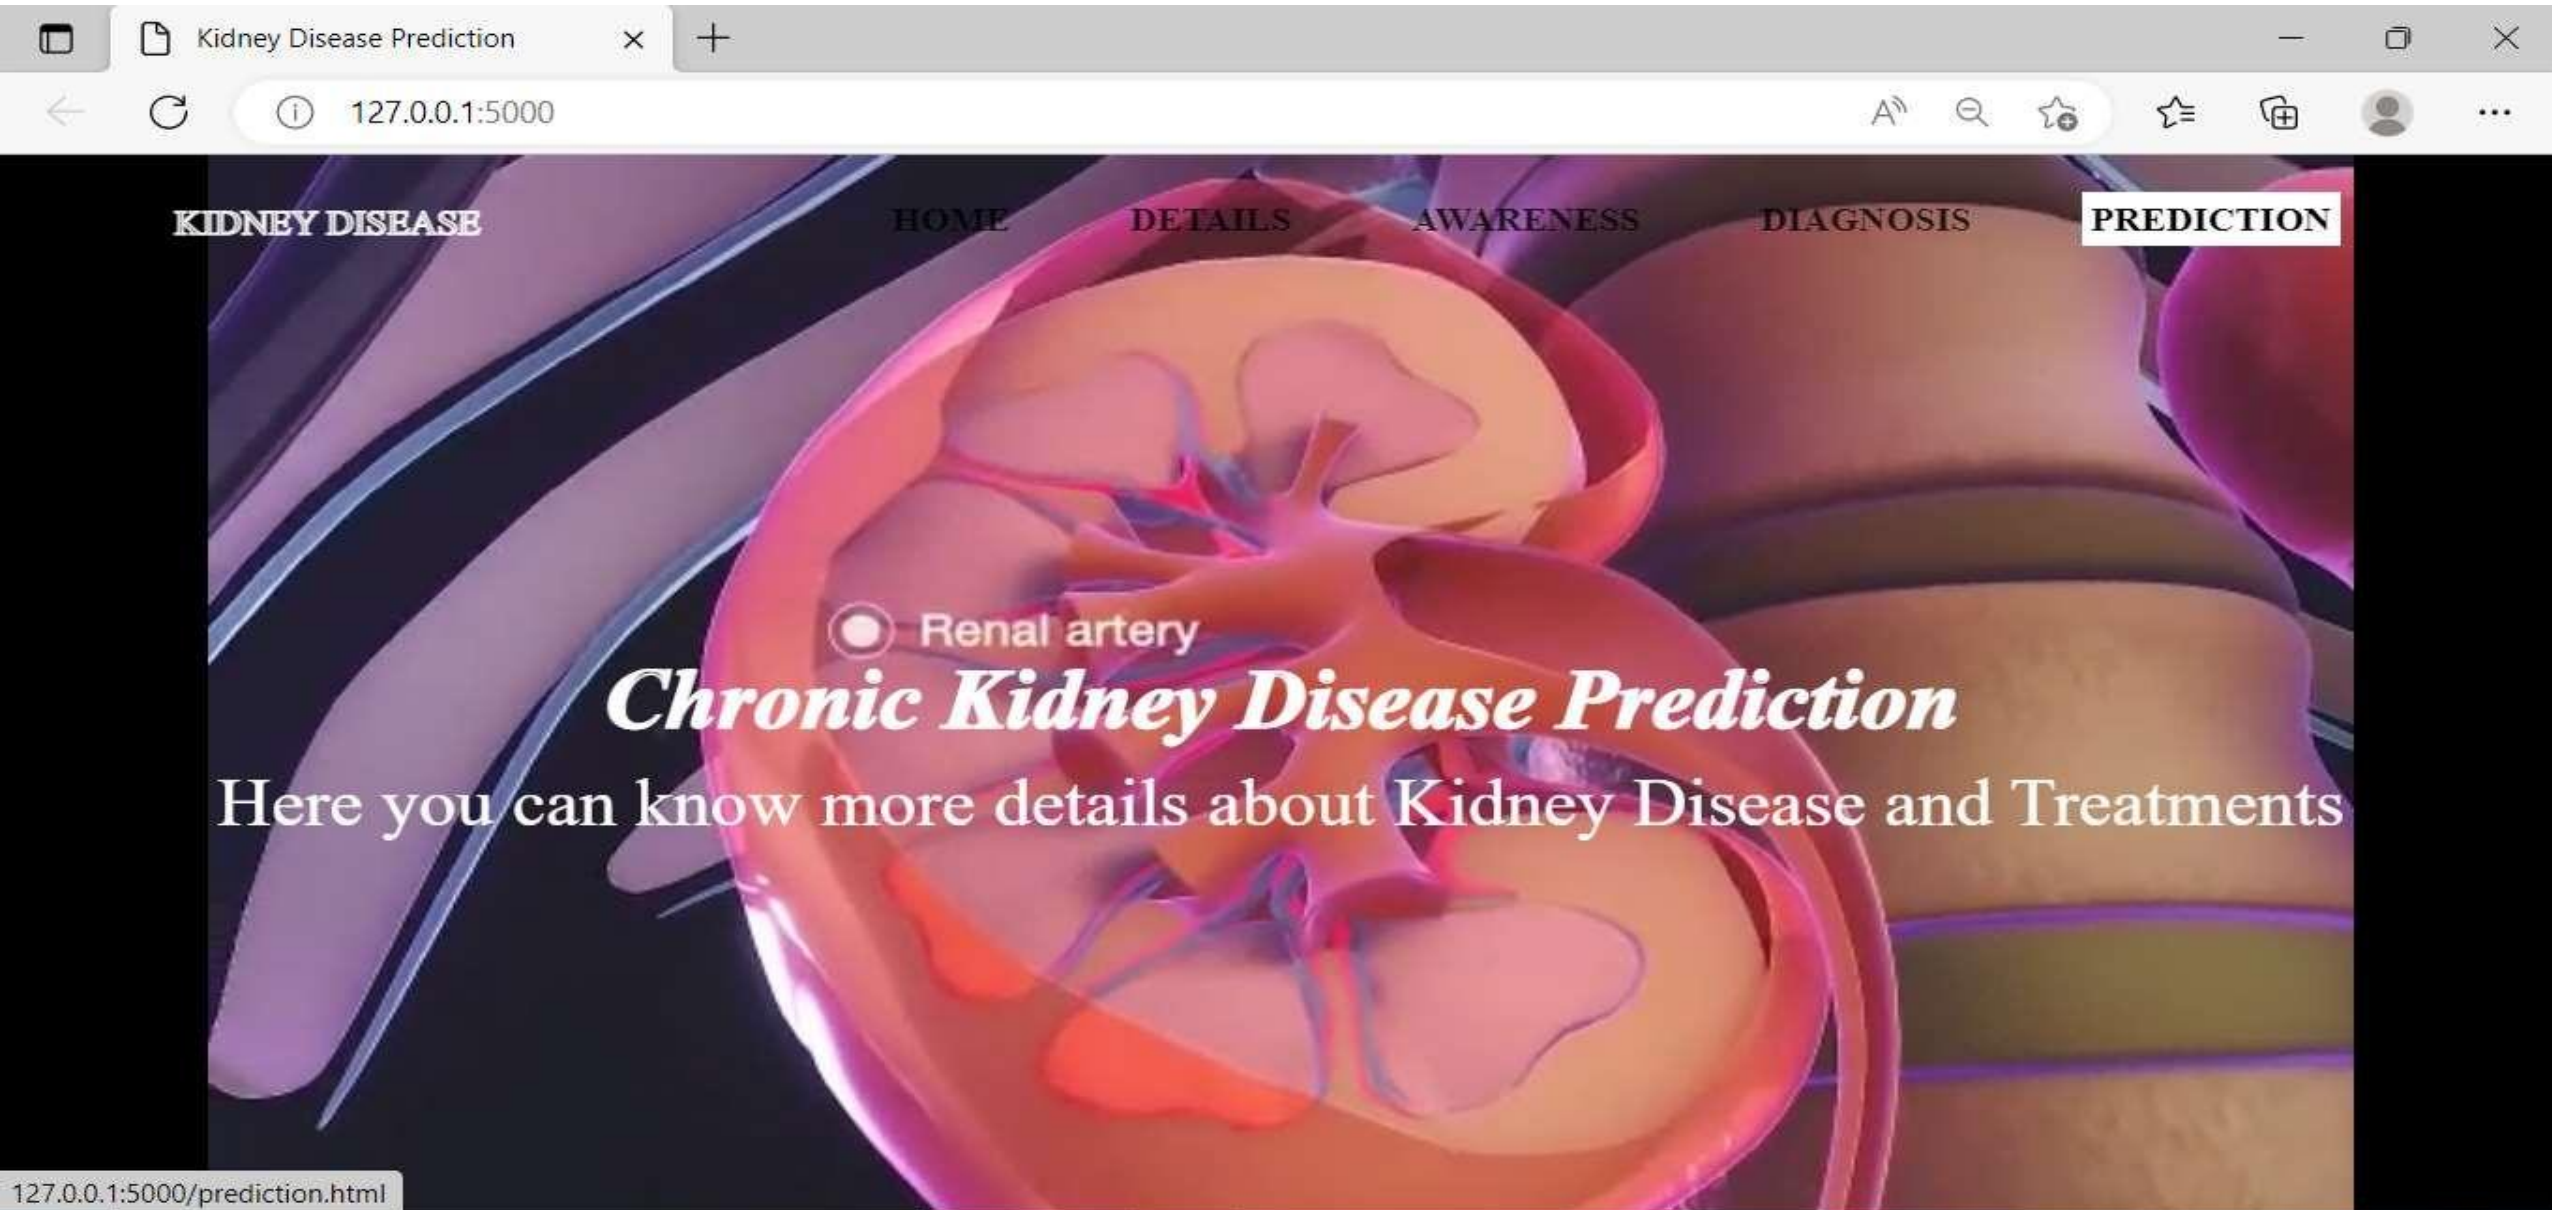 Kidney Disease Prediction
127.0.0.1:5000
KIDNEY DISEASE HOME DETAILS AWARENESS DIAGNOSIS PREDICTION
Renal artery
Chronic Kidney Disease Prediction
Here you can know more details about Kidney Disease and Treatments
127.0.0.1:5000/prediction.html